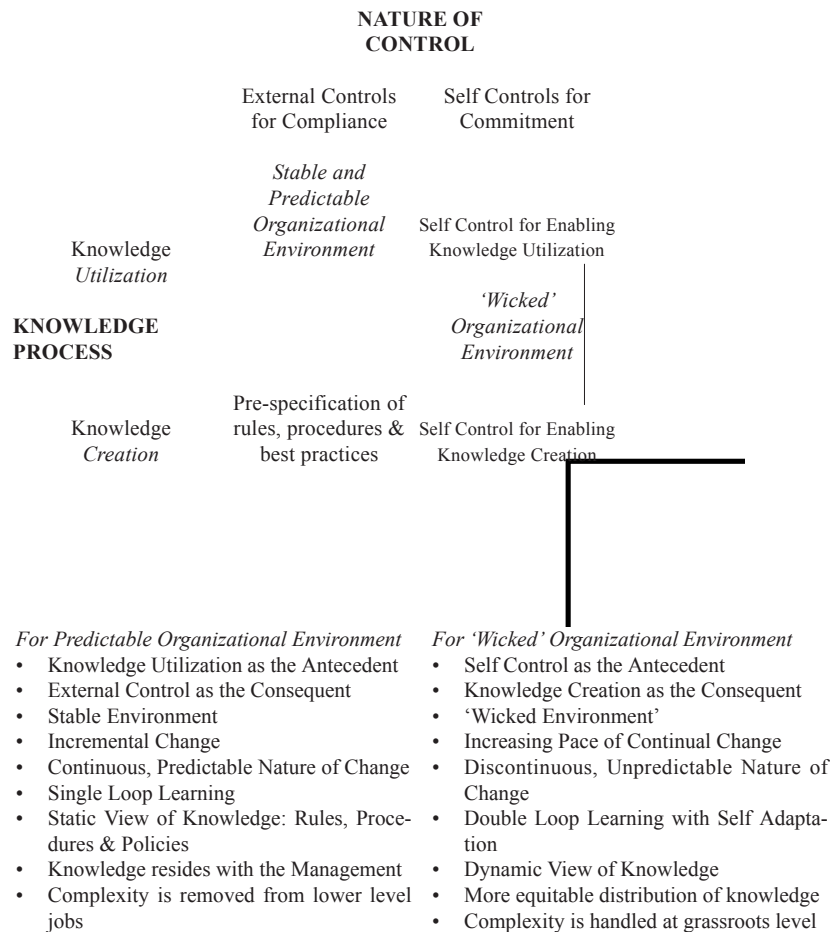 NATURE OF
CONTROL
External Controls
for Compliance
Self Controls for
Commitment
Stable and
Predictable
Organizational
Environment
Self Control for Enabling
Knowledge Utilization
Knowledge
Utilization
‘Wicked’
Organizational
Environment
KNOWLEDGE
PROCESS
Pre-specification of
rules, procedures &
best practices
Knowledge
Creation
Self Control for Enabling
Knowledge Creation
For Predictable Organizational Environment
• Knowledge Utilization as the Antecedent
• External Control as the Consequent
• Stable Environment
• Incremental Change
• Continuous, Predictable Nature of Change
• Single Loop Learning
• Static View of Knowledge: Rules, Proce-
dures & Policies
• Knowledge resides with the Management
• Complexity is removed from lower level
jobs
For ‘Wicked’ Organizational Environment
• Self Control as the Antecedent
• Knowledge Creation as the Consequent
• ‘Wicked Environment’
• Increasing Pace of Continual Change
• Discontinuous, Unpredictable Nature of
Change
• Double Loop Learning with Self Adapta-
tion
• Dynamic View of Knowledge
• More equitable distribution of knowledge
• Complexity is handled at grassroots level